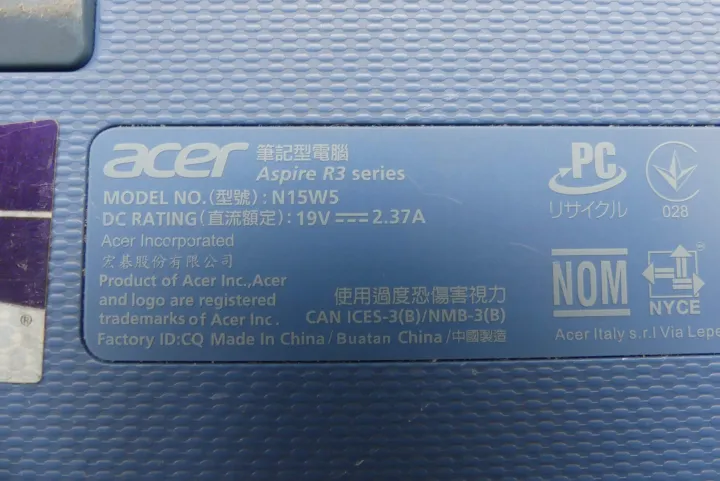 acer 筆記型電腦
Aspire R3 series
MODEL NO.(型號): N15W5
DC RATING(直流額定): 19V 2.37A
Acer Incorporated
宏碁股份有限公司
Product of Acer Inc.,Acer
and logo are registered
trademarks of Acer Inc.
使用過度恐傷害視力
CAN ICES-3(B)/NMB-3(B)
Factory ID:CQ Made In China/Buatan China/中國製造
PC
リサイクル
028
NOM
NYCE
Acer Italy s.r.l Via Lepe
®